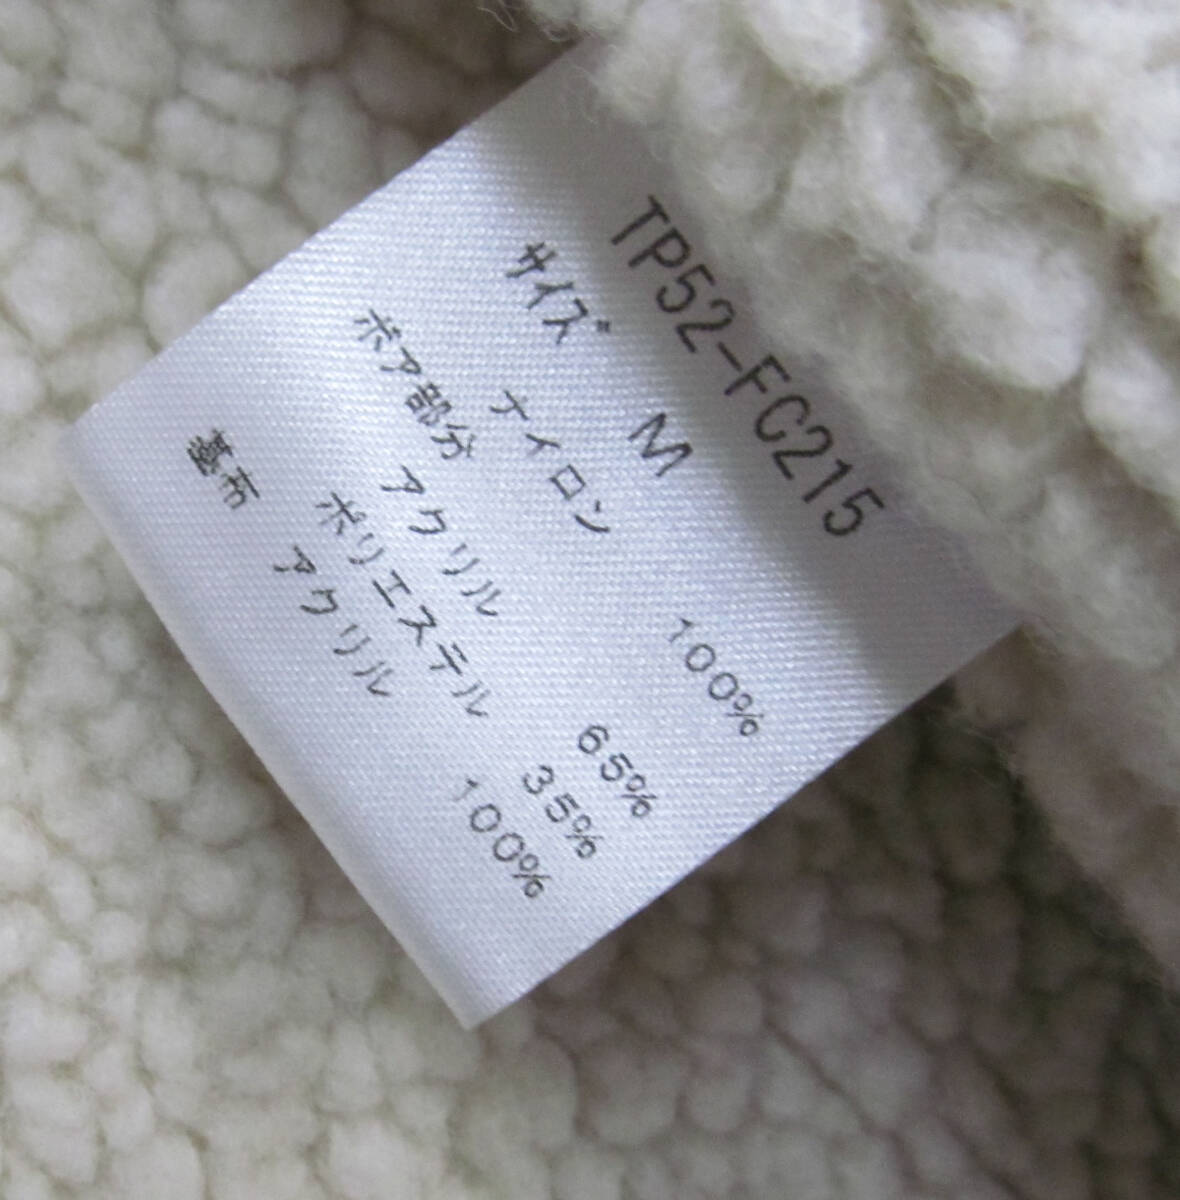 TP52-FC215
サイズ M
ナイロン 100%
ボア部分
アクリル 65%
ポリエステル 35%
基布 アクリル 100%